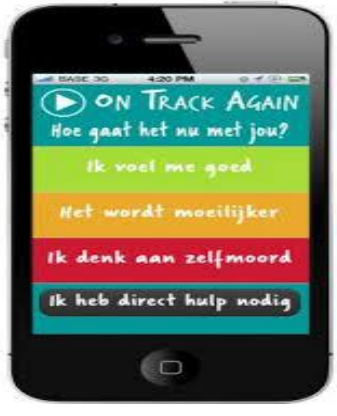 BASE 3G 4:20 PM
ON TRACK AGAIN
Hoe gaat het nu met jou?
Ik voel me goed
Het wordt moeilijker
Ik denk aan zelfmoord
Ik heb direct hulp nodig